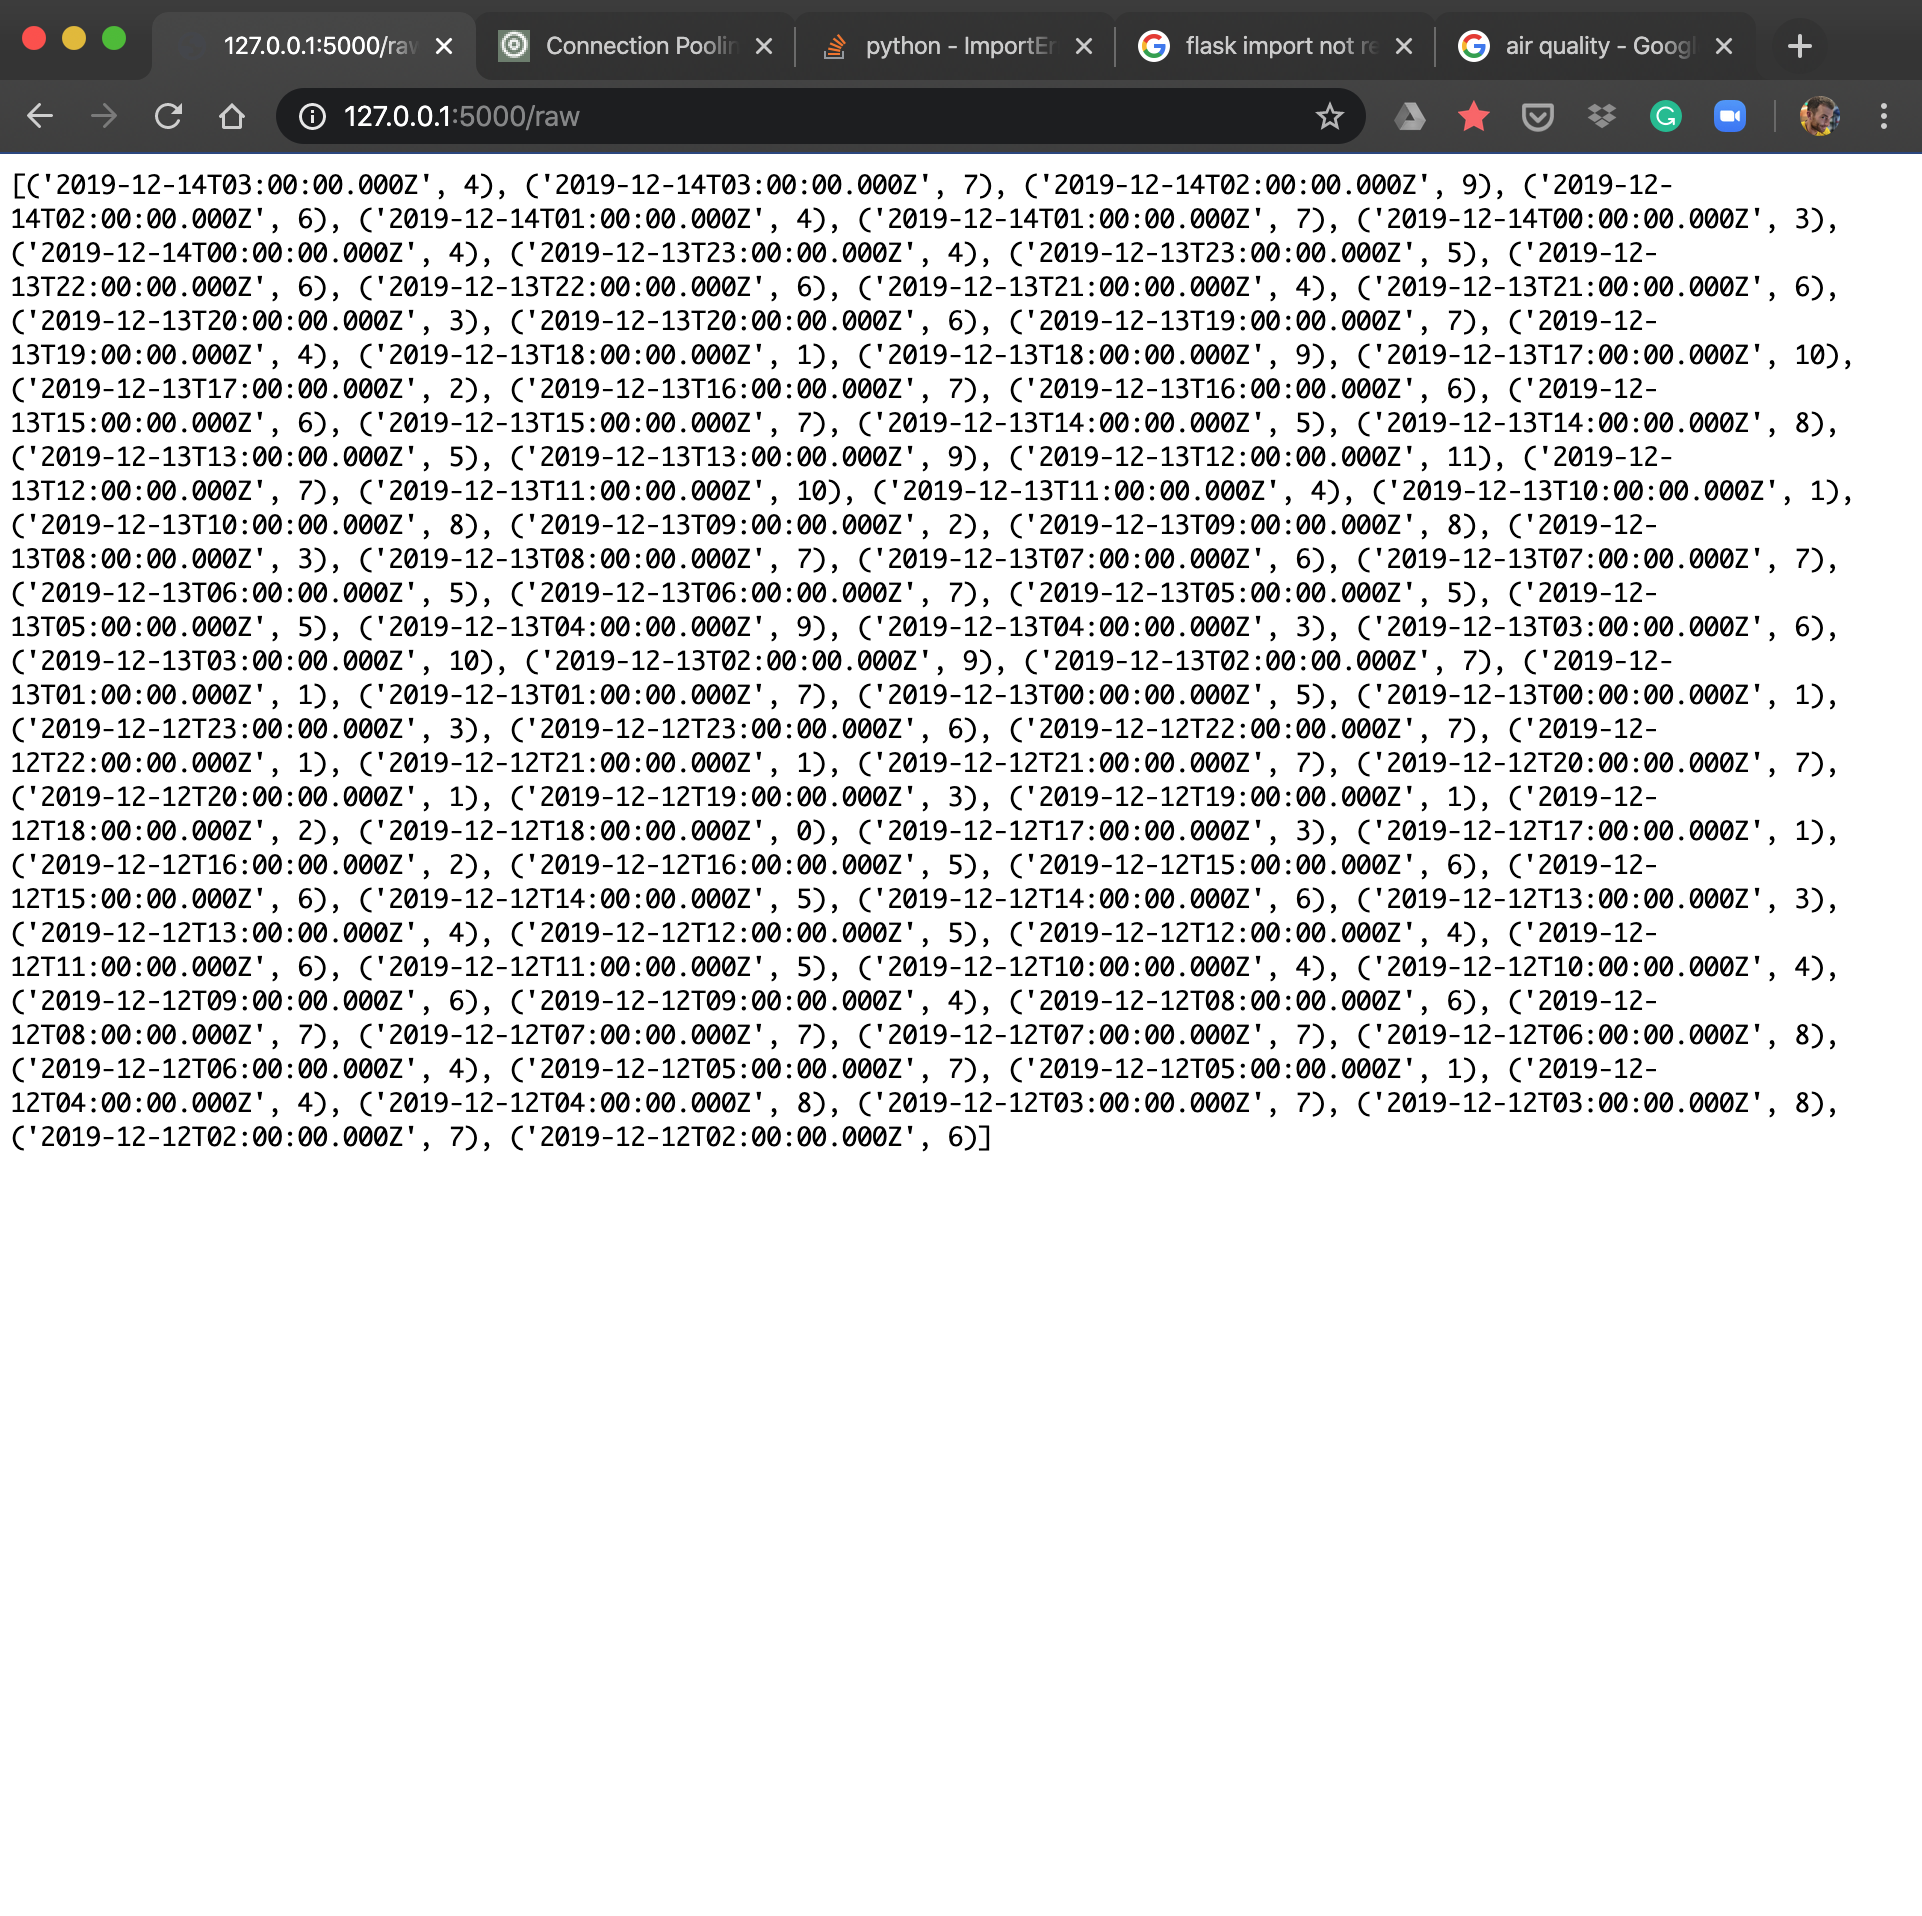 127.0.0.1:5000/raw
Connection Poolin
python - ImportEr
flask import not re
air quality - Googl
127.0.0.1:5000/raw
[('2019-12-14T03:00:00.000Z', 4), ('2019-12-14T03:00:00.000Z', 7), ('2019-12-14T02:00:00.000Z', 9), ('2019-12-
14T02:00:00.000Z', 6), ('2019-12-14T01:00:00.000Z', 4), ('2019-12-14T01:00:00.000Z', 7), ('2019-12-14T00:00:00.000Z', 3),
('2019-12-14T00:00:00.000Z', 4), ('2019-12-13T23:00:00.000Z', 4), ('2019-12-13T23:00:00.000Z', 5), ('2019-12-
13T22:00:00.000Z', 6), ('2019-12-13T22:00:00.000Z', 6), ('2019-12-13T21:00:00.000Z', 4), ('2019-12-13T21:00:00.000Z', 6),
('2019-12-13T20:00:00.000Z', 3), ('2019-12-13T20:00:00.000Z', 6), ('2019-12-13T19:00:00.000Z', 7), ('2019-12-
13T19:00:00.000Z', 4), ('2019-12-13T18:00:00.000Z', 1), ('2019-12-13T18:00:00.000Z', 9), ('2019-12-13T17:00:00.000Z', 10),
('2019-12-13T17:00:00.000Z', 2), ('2019-12-13T16:00:00.000Z', 7), ('2019-12-13T16:00:00.000Z', 6), ('2019-12-
13T15:00:00.000Z', 6), ('2019-12-13T15:00:00.000Z', 7), ('2019-12-13T14:00:00.000Z', 5), ('2019-12-13T14:00:00.000Z', 8),
('2019-12-13T13:00:00.000Z', 5), ('2019-12-13T13:00:00.000Z', 9), ('2019-12-13T12:00:00.000Z', 11), ('2019-12-
13T12:00:00.000Z', 7), ('2019-12-13T11:00:00.000Z', 10), ('2019-12-13T11:00:00.000Z', 4), ('2019-12-13T10:00:00.000Z', 1),
('2019-12-13T10:00:00.000Z', 8), ('2019-12-13T09:00:00.000Z', 2), ('2019-12-13T09:00:00.000Z', 8), ('2019-12-
13T08:00:00.000Z', 3), ('2019-12-13T08:00:00.000Z', 7), ('2019-12-13T07:00:00.000Z', 6), ('2019-12-13T07:00:00.000Z', 7),
('2019-12-13T06:00:00.000Z', 5), ('2019-12-13T06:00:00.000Z', 7), ('2019-12-13T05:00:00.000Z', 5), ('2019-12-
13T05:00:00.000Z', 5), ('2019-12-13T04:00:00.000Z', 9), ('2019-12-13T04:00:00.000Z', 3), ('2019-12-13T03:00:00.000Z', 6),
('2019-12-13T03:00:00.000Z', 10), ('2019-12-13T02:00:00.000Z', 9), ('2019-12-13T02:00:00.000Z', 7), ('2019-12-
13T01:00:00.000Z', 1), ('2019-12-13T01:00:00.000Z', 7), ('2019-12-13T00:00:00.000Z', 5), ('2019-12-13T00:00:00.000Z', 1),
('2019-12-12T23:00:00.000Z', 3), ('2019-12-12T23:00:00.000Z', 6), ('2019-12-12T22:00:00.000Z', 7), ('2019-12-
12T22:00:00.000Z', 1), ('2019-12-12T21:00:00.000Z', 1), ('2019-12-12T21:00:00.000Z', 7), ('2019-12-12T20:00:00.000Z', 7),
('2019-12-12T20:00:00.000Z', 1), ('2019-12-12T19:00:00.000Z', 3), ('2019-12-12T19:00:00.000Z', 1), ('2019-12-
12T18:00:00.000Z', 2), ('2019-12-12T18:00:00.000Z', 0), ('2019-12-12T17:00:00.000Z', 3), ('2019-12-12T17:00:00.000Z', 1),
('2019-12-12T16:00:00.000Z', 2), ('2019-12-12T16:00:00.000Z', 5), ('2019-12-12T15:00:00.000Z', 6), ('2019-12-
12T15:00:00.000Z', 6), ('2019-12-12T14:00:00.000Z', 5), ('2019-12-12T14:00:00.000Z', 6), ('2019-12-12T13:00:00.000Z', 3),
('2019-12-12T13:00:00.000Z', 4), ('2019-12-12T12:00:00.000Z', 5), ('2019-12-12T12:00:00.000Z', 4), ('2019-12-
12T11:00:00.000Z', 6), ('2019-12-12T11:00:00.000Z', 5), ('2019-12-12T10:00:00.000Z', 4), ('2019-12-12T10:00:00.000Z', 4),
('2019-12-12T09:00:00.000Z', 6), ('2019-12-12T09:00:00.000Z', 4), ('2019-12-12T08:00:00.000Z', 6), ('2019-12-
12T08:00:00.000Z', 7), ('2019-12-12T07:00:00.000Z', 7), ('2019-12-12T07:00:00.000Z', 7), ('2019-12-12T06:00:00.000Z', 8),
('2019-12-12T06:00:00.000Z', 4), ('2019-12-12T05:00:00.000Z', 7), ('2019-12-12T05:00:00.000Z', 1), ('2019-12-
12T04:00:00.000Z', 4), ('2019-12-12T04:00:00.000Z', 8), ('2019-12-12T03:00:00.000Z', 7), ('2019-12-12T03:00:00.000Z', 8),
('2019-12-12T02:00:00.000Z', 7), ('2019-12-12T02:00:00.000Z', 6)]